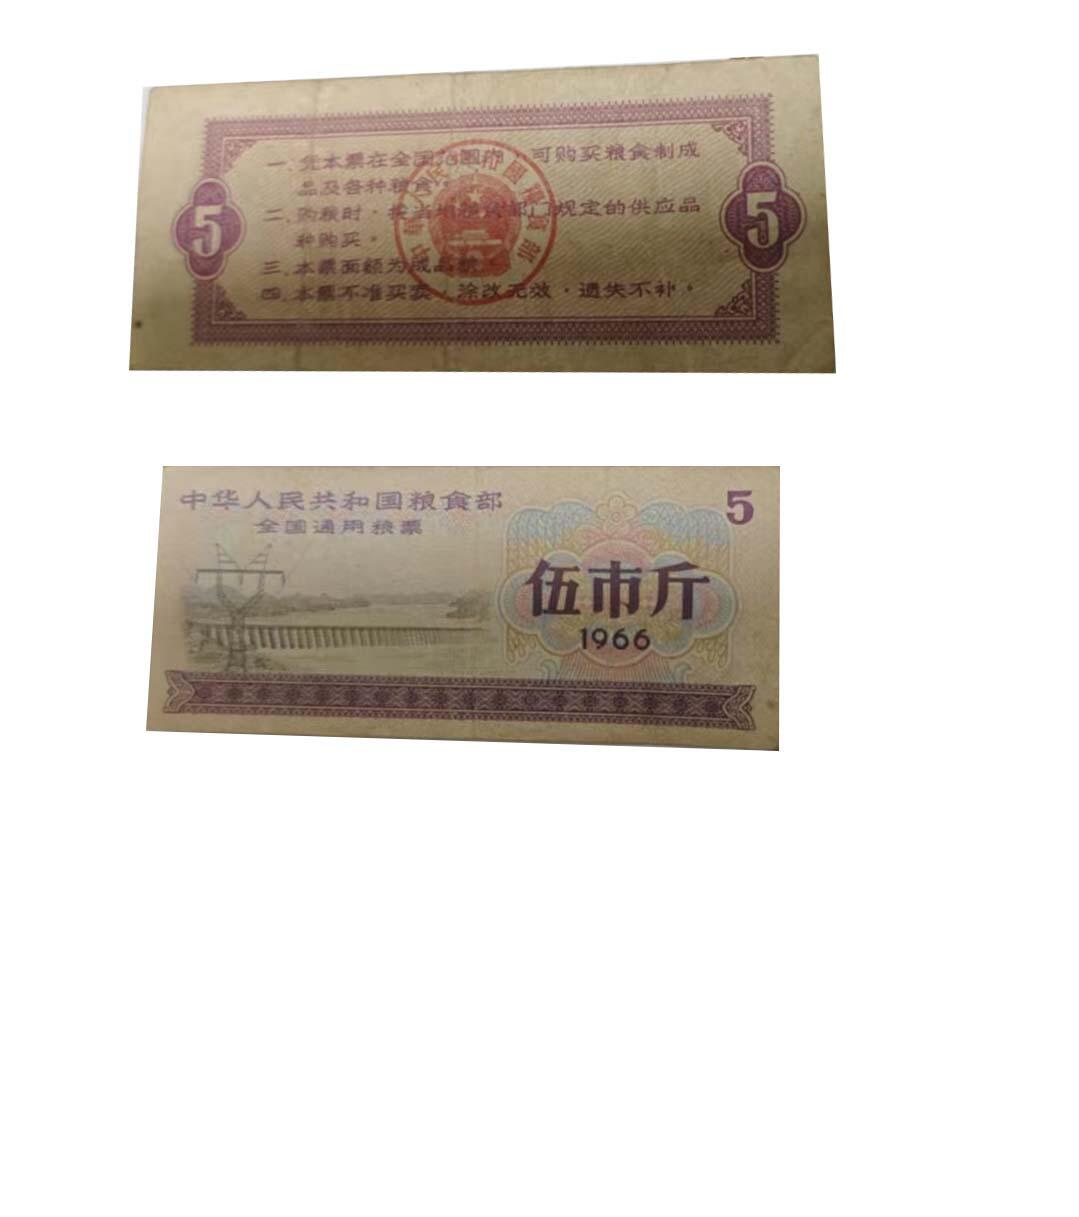 一、凭本票在全国范围内，可购买粮食制成
品及各种粮食。
5
5
二、购粮时，按当地粮食部门规定的供应品
种购买。
三、本票面额为成品粮。
四、本票不准买卖，涂改无效，遗失不补。
中华人民共和国粮食部
5
全国通用粮票
伍市斤
1966